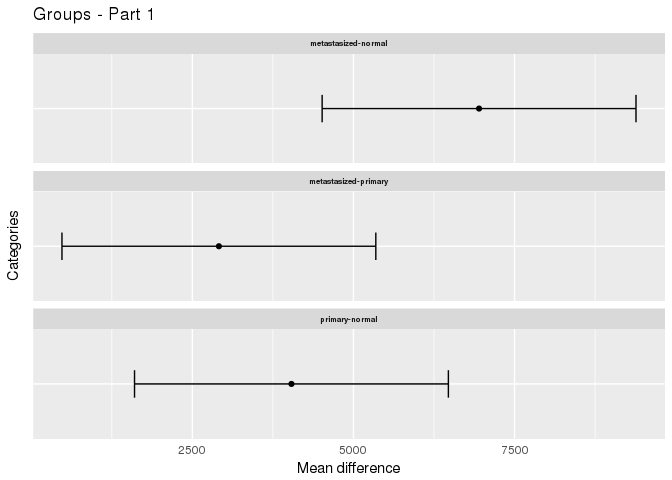 Groups - Part 1
metastasized-normal
metastasized-primary
primary-normal
Categories
2500 5000 7500
Mean difference